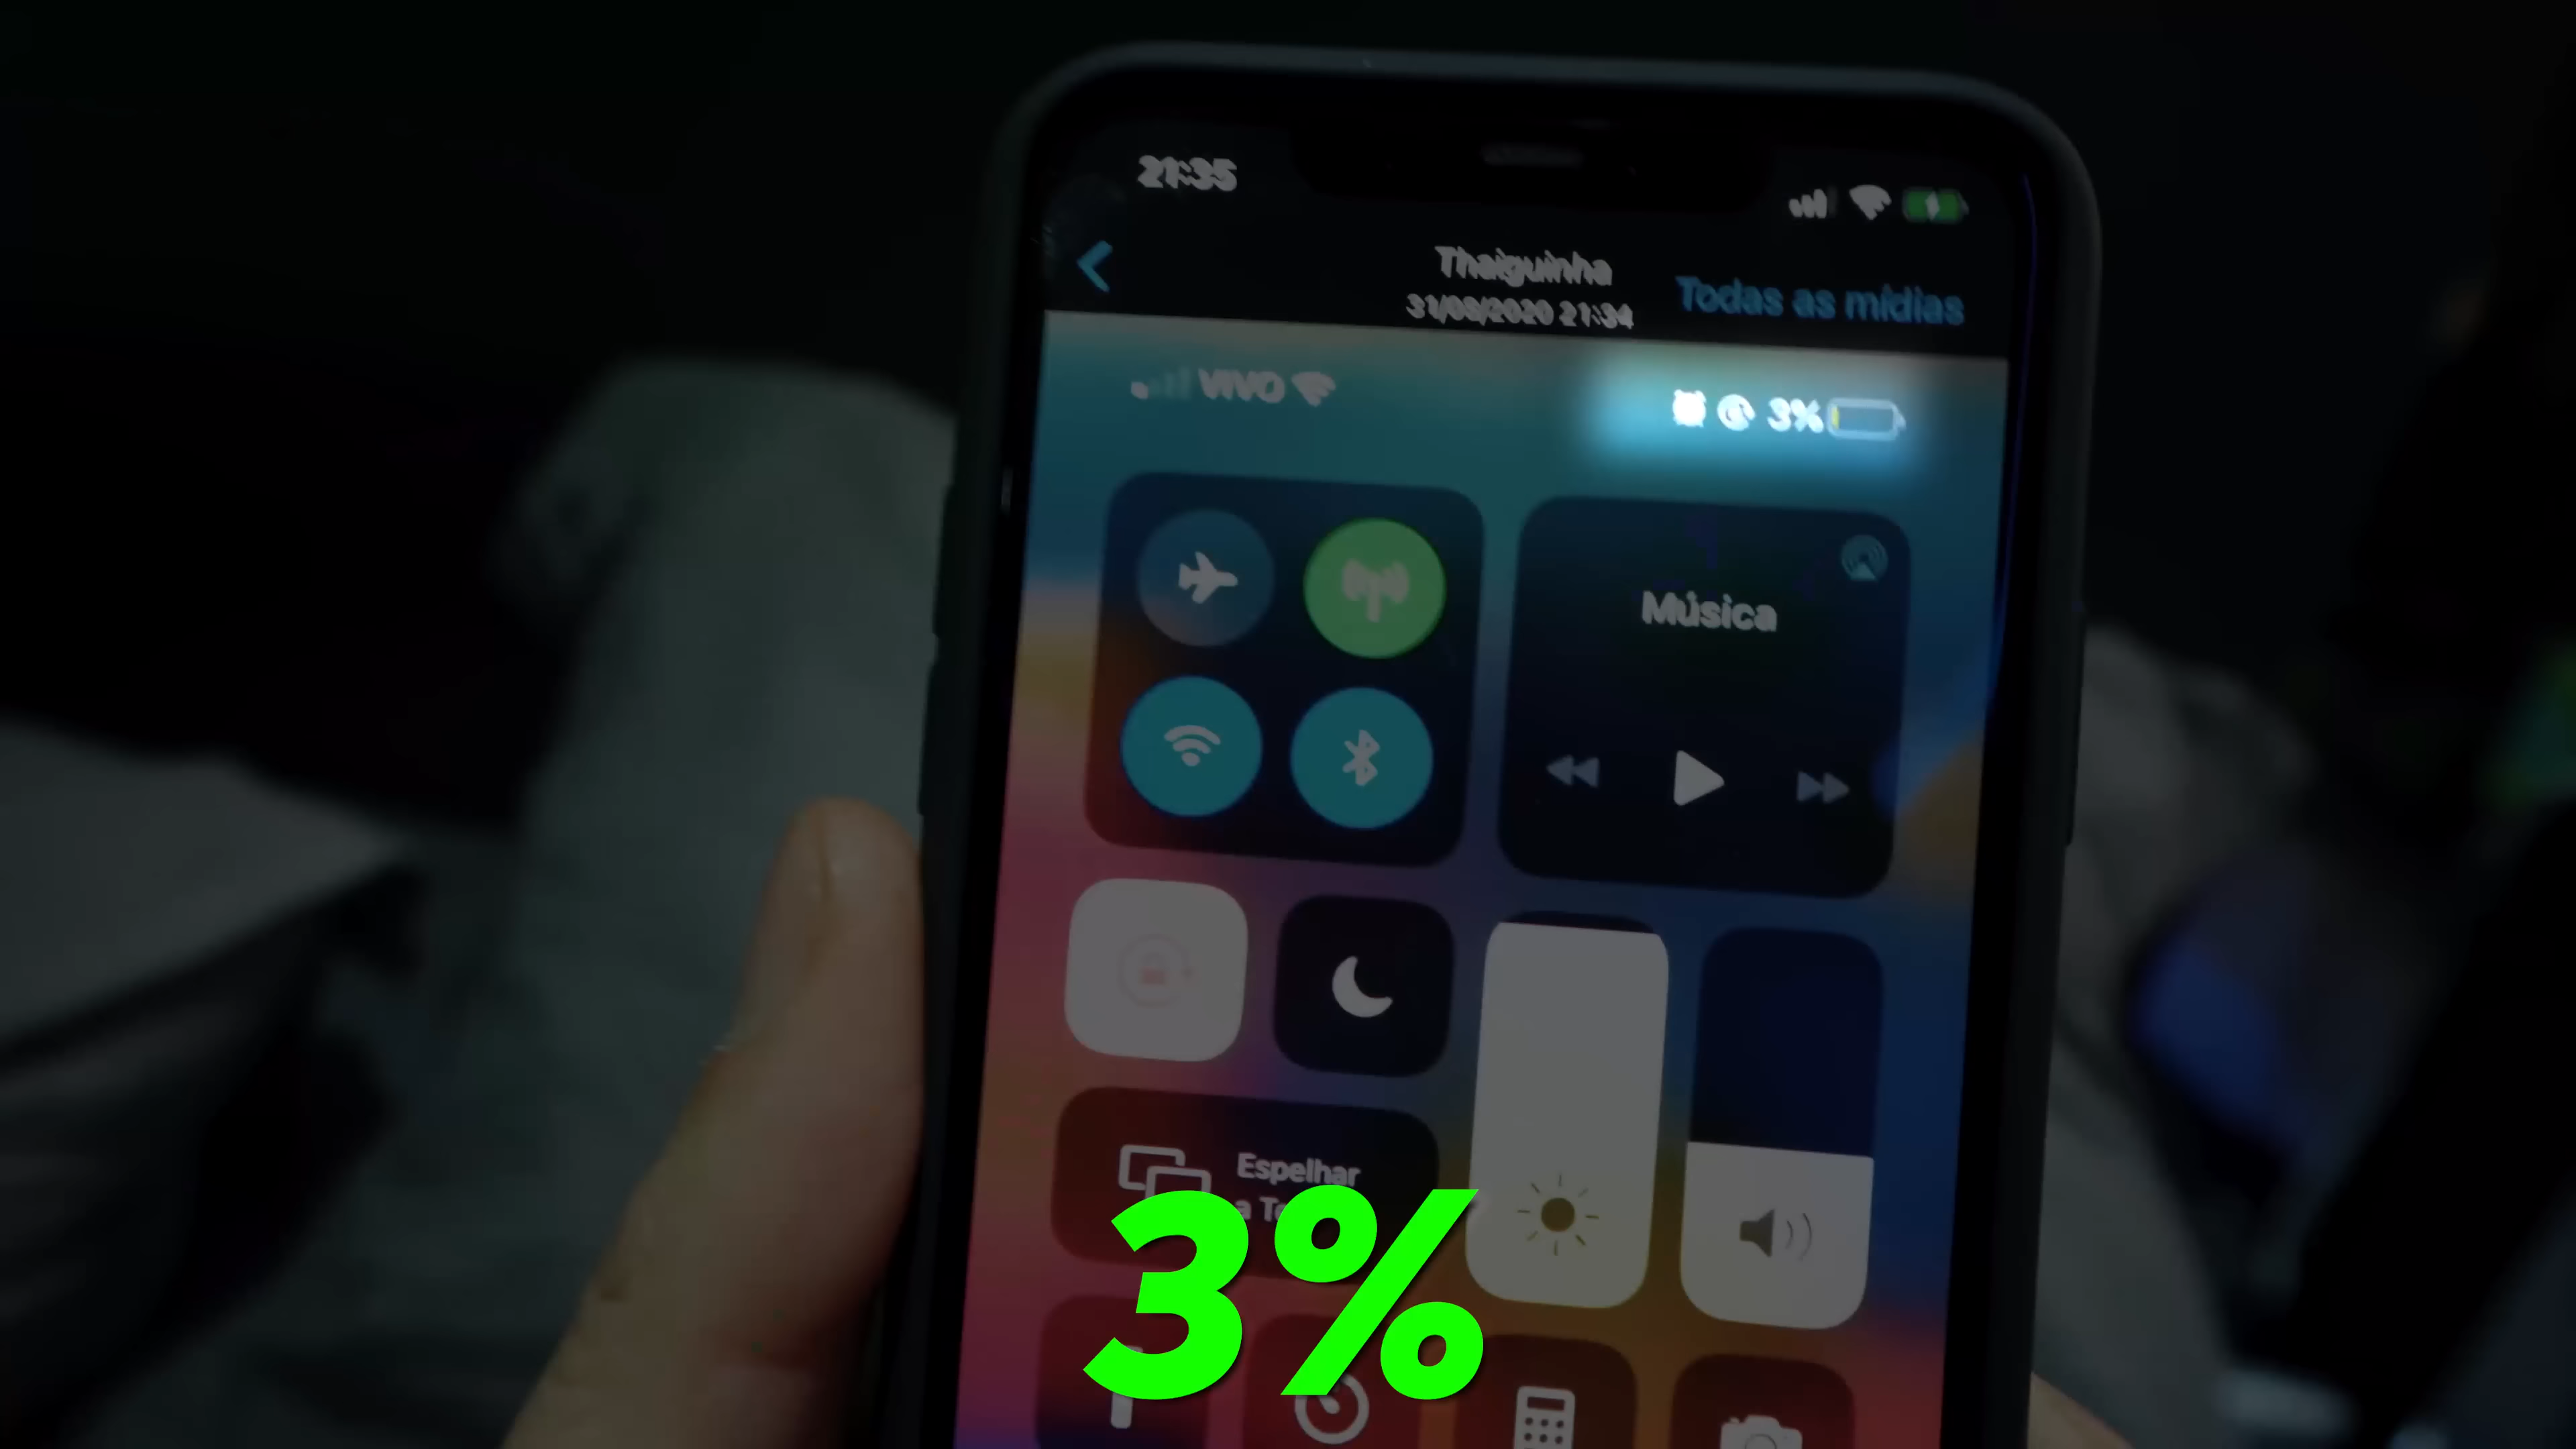 21:35
Thaiguinha
31/08/2020 21:34
Todas as mídias
VIVO
3%
Música
Espelhar
3%